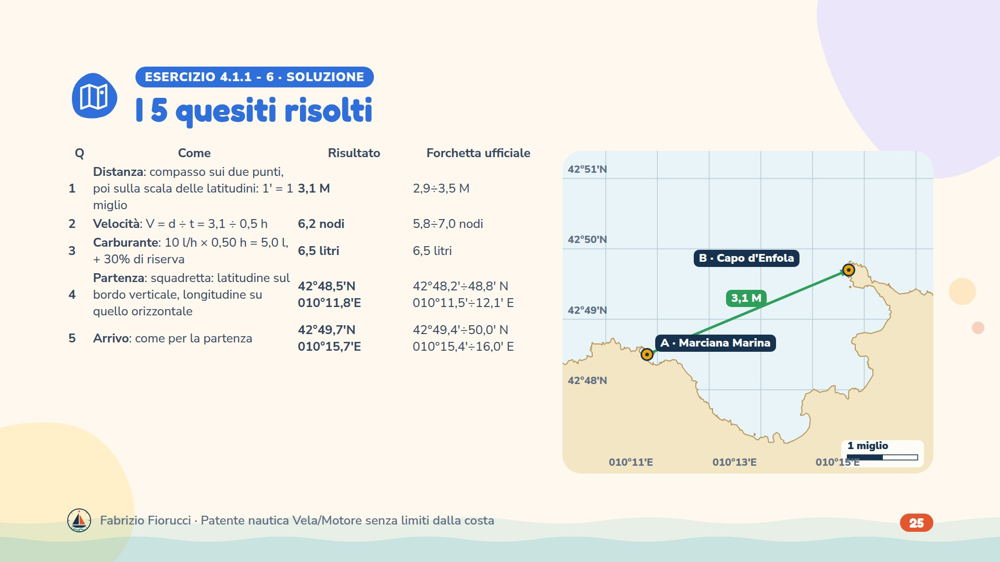 ESERCIZIO 4.1.1 - 6 · SOLUZIONE
I 5 quesiti risolti
Q Come Risultato Forchetta ufficiale
1 Distanza: compasso sui due punti, poi sulla scala delle latitudini: 1' = 1 miglio 3,1 M 2,9÷3,5 M
2 Velocità: V = d ÷ t = 3,1 ÷ 0,5 h 6,2 nodi 5,8÷7,0 nodi
3 Carburante: 10 l/h × 0,50 h = 5,0 l, + 30% di riserva 6,5 litri 6,5 litri
4 Partenza: squadretta: latitudine sul bordo verticale, longitudine su quello orizzontale 42°48,5'N 010°11,8'E 42°48,2'÷48,8' N 010°11,5'÷12,1' E
5 Arrivo: come per la partenza 42°49,7'N 010°15,7'E 42°49,4'÷50,0' N 010°15,4'÷16,0' E
42°51'N
42°50'N
B · Capo d'Enfola
3,1 M
42°49'N
A · Marciana Marina
42°48'N
1 miglio
010°11'E 010°13'E 010°15'E
Fabrizio Fiorucci · Patente nautica Vela/Motore senza limiti dalla costa
25